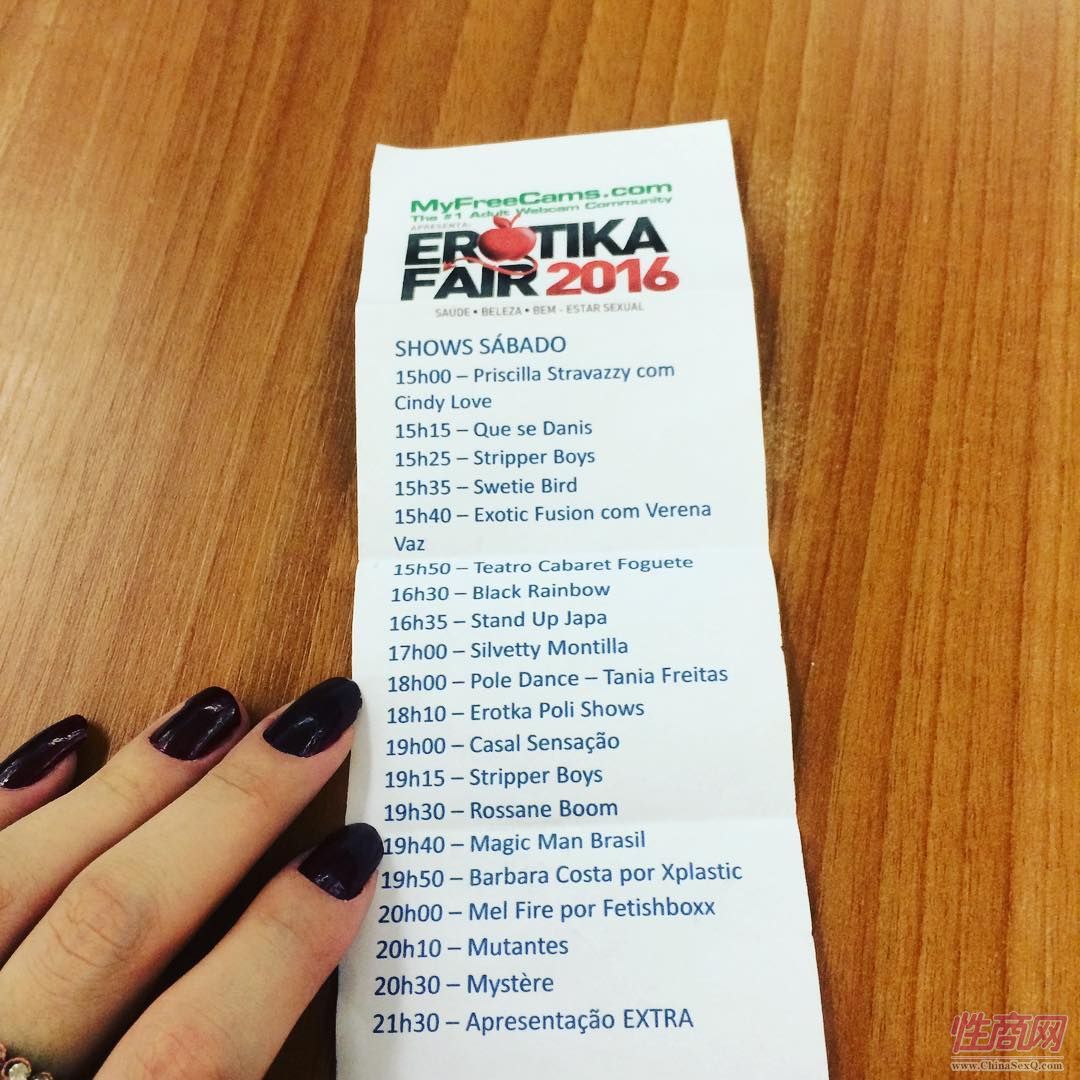 MyFreeCams.com
The #1 Adult Webcam Community
APRESENTA:
EROTIKA
FAIR 2016
SAÚDE • BELEZA • BEM - ESTAR SEXUAL
SHOWS SÁBADO
15h00 – Priscilla Stravazzy com
Cindy Love
15h15 – Que se Danis
15h25 – Stripper Boys
15h35 – Swetie Bird
15h40 – Exotic Fusion com Verena
Vaz
15h50 – Teatro Cabaret Foguete
16h30 – Black Rainbow
16h35 – Stand Up Japa
17h00 – Silvetty Montilla
18h00 – Pole Dance – Tania Freitas
18h10 – Erotka Poli Shows
19h00 – Casal Sensação
19h15 – Stripper Boys
19h30 – Rossane Boom
19h40 – Magic Man Brasil
19h50 – Barbara Costa por Xplastic
20h00 – Mel Fire por Fetishboxx
20h10 – Mutantes
20h30 – Mystère
21h30 – Apresentação EXTRA
性商网
www.ChinaSexQ.com